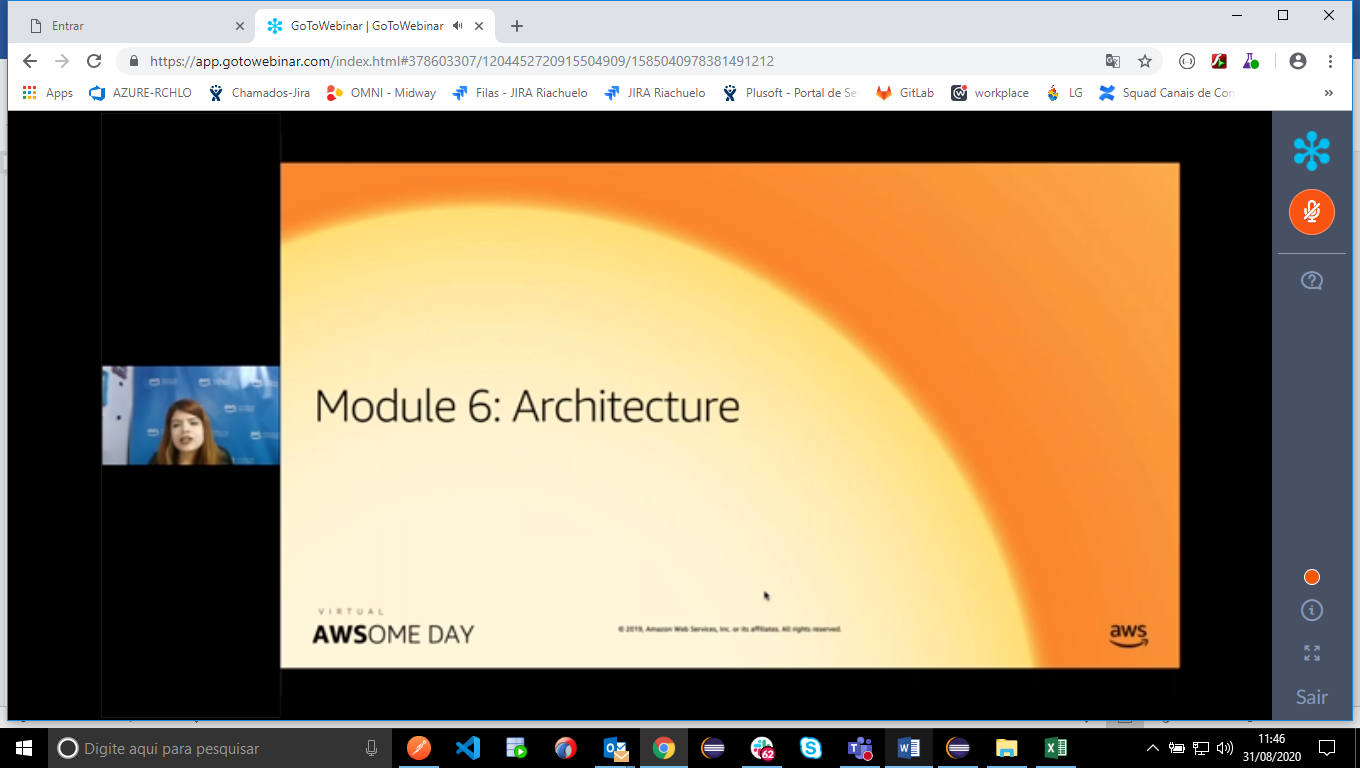 Entrar
GoToWebinar | GoToWebinar
https://app.gotowebinar.com/index.html#378603307/1204452720915504909/1585040978381491212
Apps AZURE-RCHLO Chamados-Jira OMNI - Midway Filas - JIRA Riachuelo JIRA Riachuelo Plusoft - Portal de Se GitLab workplace LG Squad Canais de Con »
Module 6: Architecture
VIRTUAL
AWSOME DAY
© 2019, Amazon Web Services, Inc. or its affiliates. All rights reserved.
aws
Sair
Digite aqui para pesquisar
62
11:46
31/08/2020